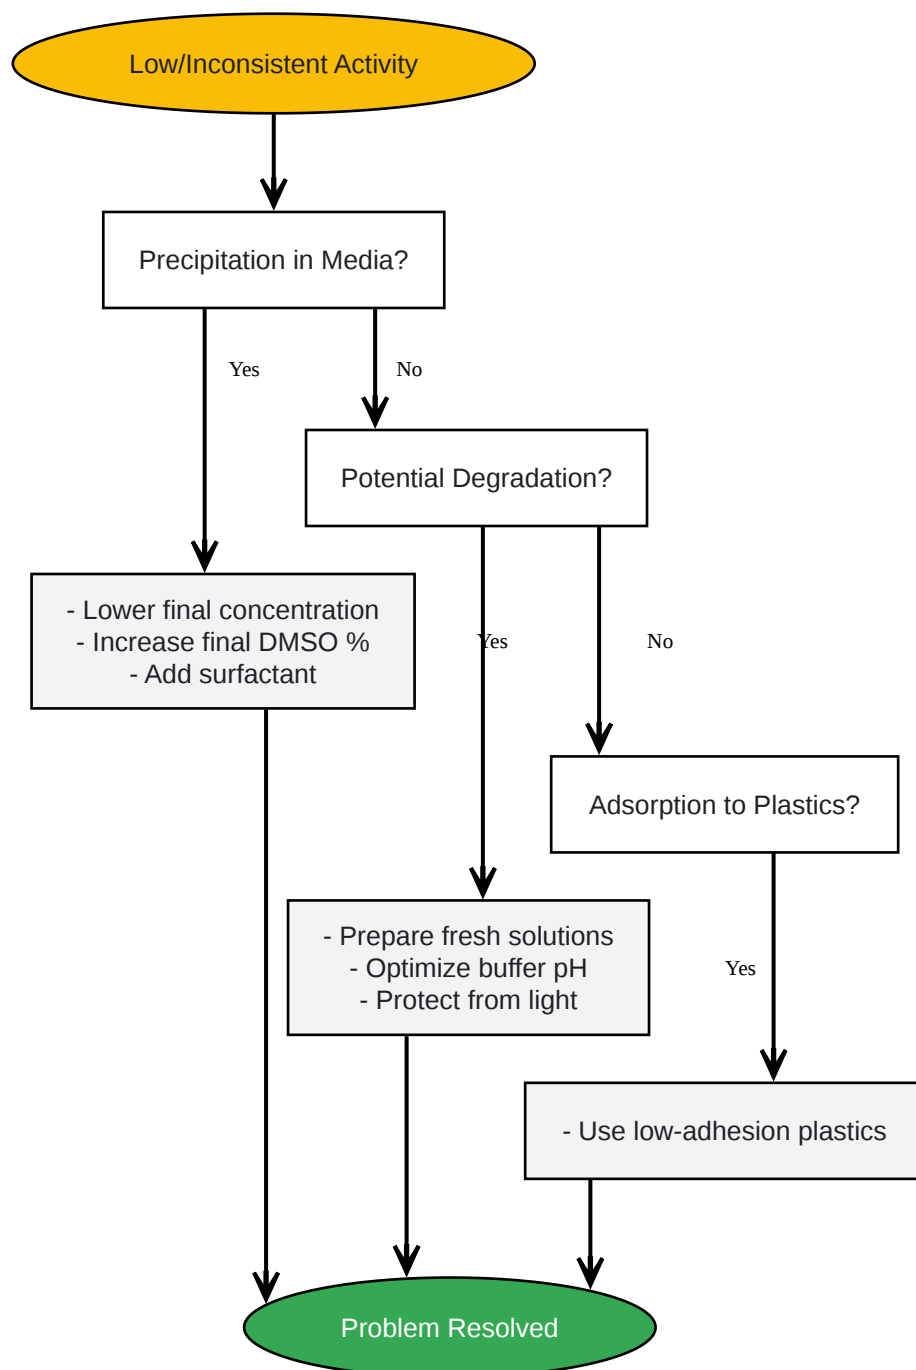 Low/Inconsistent Activity
Precipitation in Media?
Yes
No
Potential Degradation?
- Lower final concentration
- Increase final DMSO %
- Add surfactant
Yes
No
Adsorption to Plastics?
- Prepare fresh solutions
- Optimize buffer pH
- Protect from light
Yes
- Use low-adhesion plastics
Problem Resolved